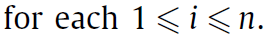 for each 1 ⩽ i ⩽ n.